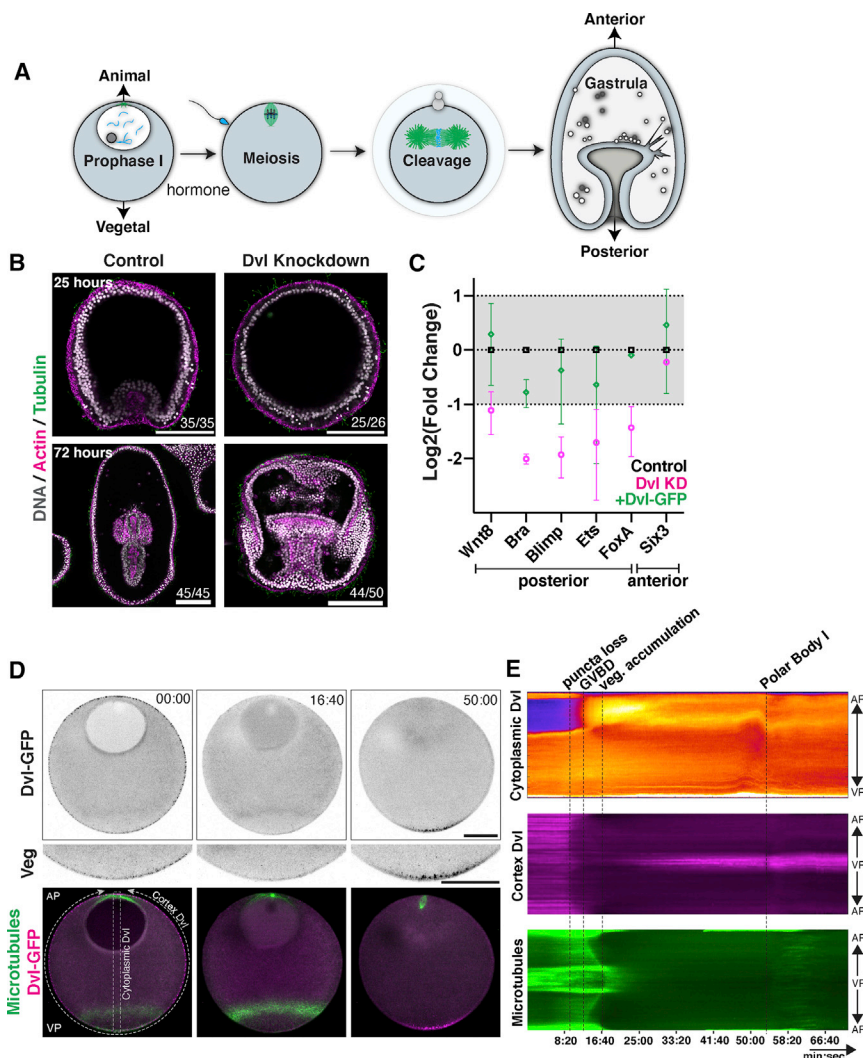 A
Animal
Prophase I
Vegetal
hormone
Meiosis
Cleavage
Anterior
Gastrula
Posterior
B
Control
Dvl Knockdown
DNA / Actin / Tubulin
25 hours
35/35
25/26
72 hours
45/45
44/50
C
Log2(Fold Change)
1
0
-1
-2
Control
Dvl KD
+Dvl-GFP
Wnt8
Bra
Blimp
Ets
FoxA
Six3
posterior
anterior
D
Dvl-GFP
00:00
16:40
50:00
Veg
Microtubules
Dvl-GFP
AP
Cortex Dvl
Cytoplasmic Dvl
VP
E
puncta loss
GVBD
veg. accumulation
Polar Body I
Cytoplasmic Dvl
AP
VP
Cortex Dvl
AP
VP
AP
Microtubules
AP
VP
AP
8:20
16:40
25:00
33:20
41:40
50:00
58:20
66:40
min:sec